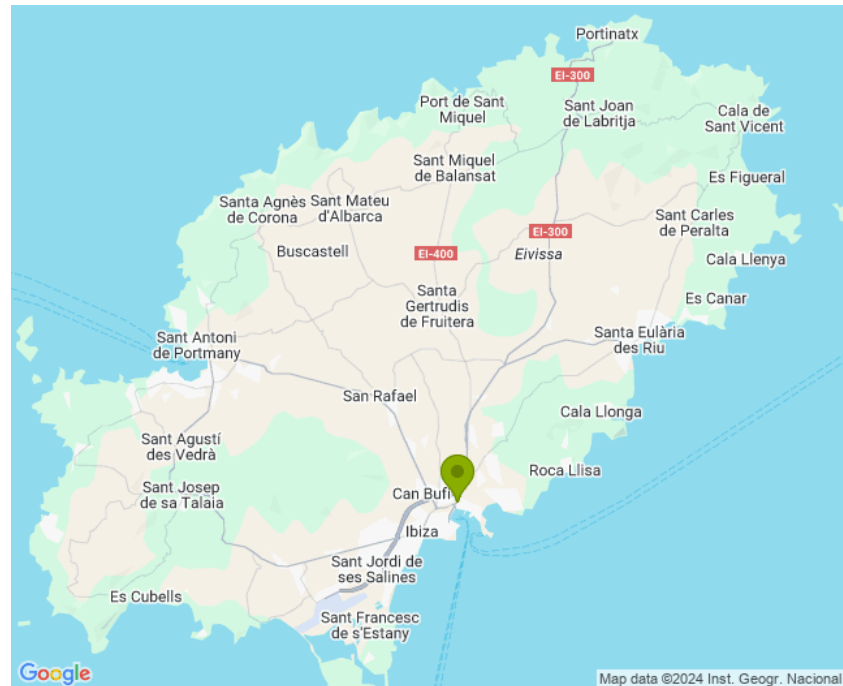 Portinatx
EI-300
Port de Sant
Miquel
Sant Joan
de Labritja
Cala de
Sant Vicent
Sant Miquel
de Balansat
Es Figueral
Santa Agnès
de Corona
Sant Mateu
d'Albarca
Sant Carles
de Peralta
EI-300
Buscastell
EI-400
Eivissa
Cala Llenya
Santa
Gertrudis
de Fruitera
Es Canar
Sant Antoni
de Portmany
Santa Eulària
des Riu
San Rafael
Cala Llonga
Sant Agustí
des Vedrà
Roca Llisa
Sant Josep
de sa Talaia
Can Bufí
Ibiza
Sant Jordi de
ses Salines
Es Cubells
Sant Francesc
de s'Estany
Google
Map data ©2024 Inst. Geogr. Nacional